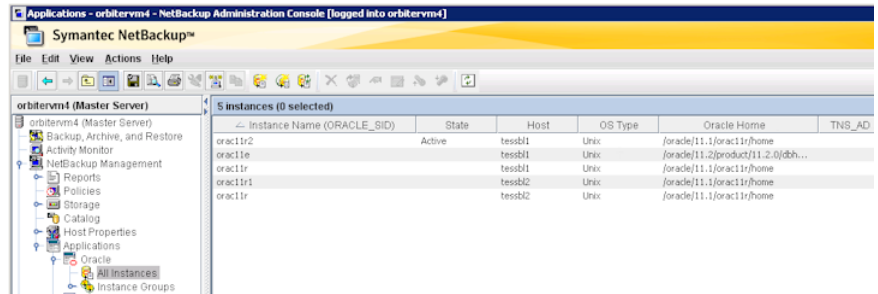 Applications - orbitervm4 - NetBackup Administration Console [logged into orbitervm4]
Symantec NetBackup™
File Edit View Actions Help
orbitervm4 (Master Server)
5 instances (0 selected)
orbitervm4 (Master Server)
Backup, Archive, and Restore
Activity Monitor
NetBackup Management
Reports
Policies
Storage
Catalog
Host Properties
Applications
Oracle
All Instances
Instance Groups
Instance Name (ORACLE_SID) State Host OS Type Oracle Home TNS_AD
orac11r2 Active tessbl1 Unix /oracle/11.1/orac11r/home
orac11e tessbl1 Unix /oracle/11.2/product/11.2.0/dbh...
orac11r tessbl1 Unix /oracle/11.1/orac11r/home
orac11r1 tessbl2 Unix /oracle/11.1/orac11r/home
orac11r tessbl2 Unix /oracle/11.1/orac11r/home